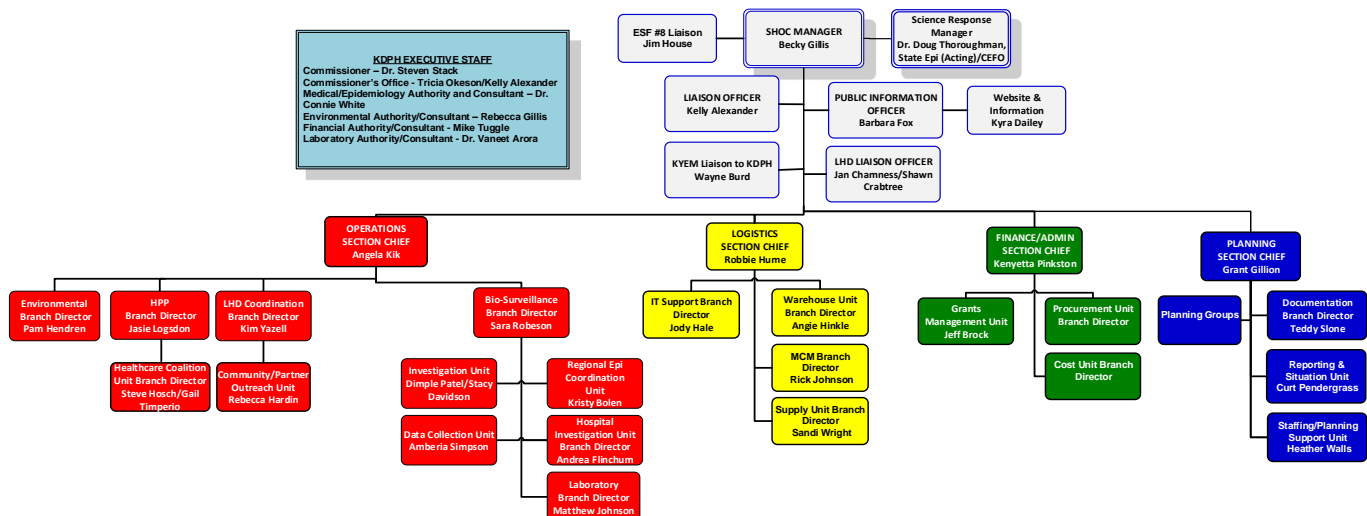 ESF #8 Liaison
Jim House
SHOC MANAGER
Becky Gillis
Science Response
Manager
Dr. Doug Thoroughman,
State Epi (Acting)/CEFO
KDPH EXECUTIVE STAFF
Commissioner – Dr. Steven Stack
Commissioner's Office - Tricia Okeson/Kelly Alexander
Medical/Epidemiology Authority and Consultant – Dr.
Connie White
Environmental Authority/Consultant – Rebecca Gillis
Financial Authority/Consultant - Mike Tuggle
Laboratory Authority/Consultant - Dr. Vaneet Arora
LIAISON OFFICER
Kelly Alexander
PUBLIC INFORMATION
OFFICER
Barbara Fox
Website &
Information
Kyra Dailey
KYEM Liaison to KDPH
Wayne Burd
LHD LIAISON OFFICER
Jan Chamness/Shawn
Crabtree
OPERATIONS
SECTION CHIEF
Angela Kik
LOGISTICS
SECTION CHIEF
Robbie Hume
FINANCE/ADMIN
SECTION CHIEF
Kenyetta Pinkston
PLANNING
SECTION CHIEF
Grant Gillion
Environmental
Branch Director
Pam Hendren
HPP
Branch Director
Jasie Logsdon
LHD Coordination
Branch Director
Kim Yazell
Bio-Surveillance
Branch Director
Sara Robeson
Healthcare Coalition
Unit Branch Director
Steve Hosch/Gail
Timperio
Community/Partner
Outreach Unit
Rebecca Hardin
Investigation Unit
Dimple Patel/Stacy
Davidson
Regional Epi
Coordination
Unit
Kristy Bolen
Data Collection Unit
Amberia Simpson
Hospital
Investigation Unit
Branch Director
Andrea Flinchum
Laboratory
Branch Director
Matthew Johnson
IT Support Branch
Director
Jody Hale
Warehouse Unit
Branch Director
Angie Hinkle
MCM Branch
Director
Rick Johnson
Supply Unit Branch
Director
Sandi Wright
Grants
Management Unit
Jeff Brock
Procurement Unit
Branch Director
Cost Unit Branch
Director
Planning Groups
Documentation
Branch Director
Teddy Slone
Reporting &
Situation Unit
Curt Pendergrass
Staffing/Planning
Support Unit
Heather Walls